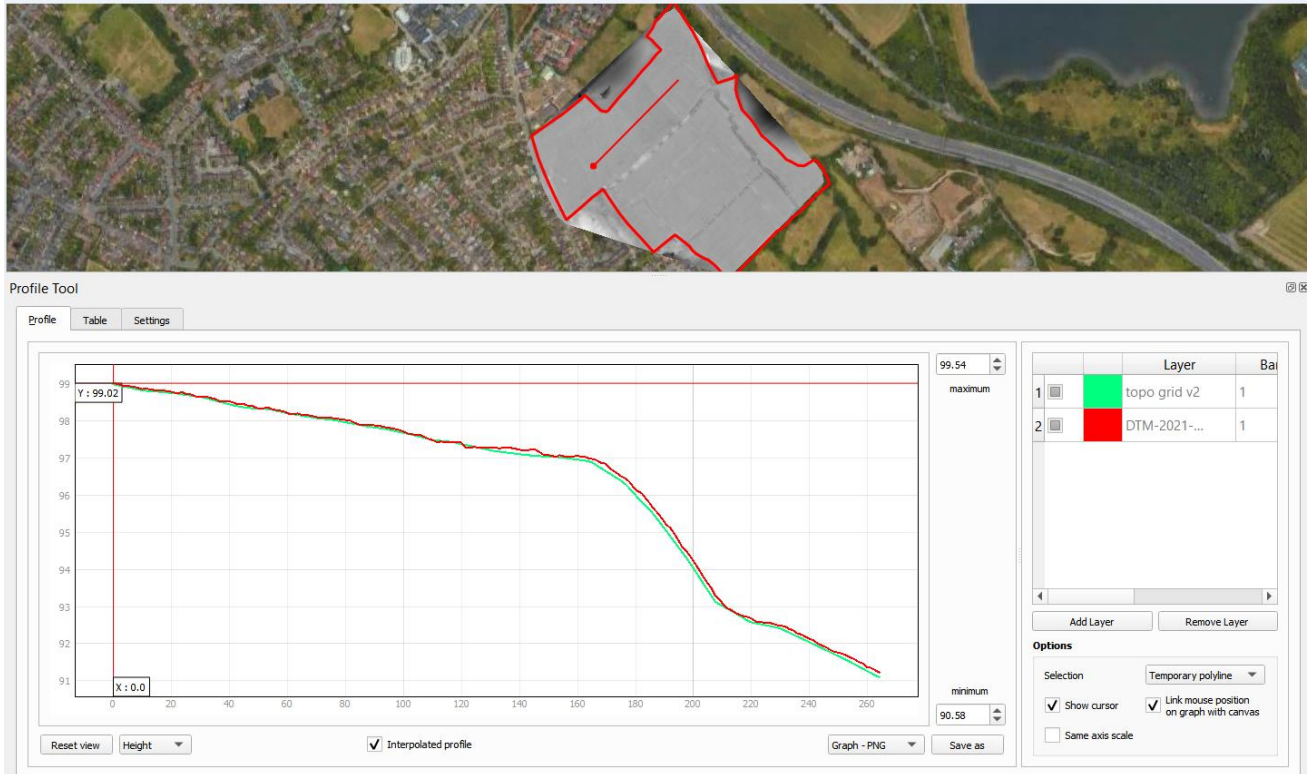 Profile Tool
Profile Table Settings
99
98
97
96
95
94
93
92
91
Y : 99.02
X : 0.0
0 20 40 60 80 100 120 140 160 180 200 220 240 260
99.54
maximum
minimum
90.58
Reset view Height Interpolated profile Graph - PNG Save as
Layer Bai
1 topo grid v2 1
2 DTM-2021-... 1
Add Layer Remove Layer
Options
Selection Temporary polyline
Show cursor Link mouse position
on graph with canvas
Same axis scale